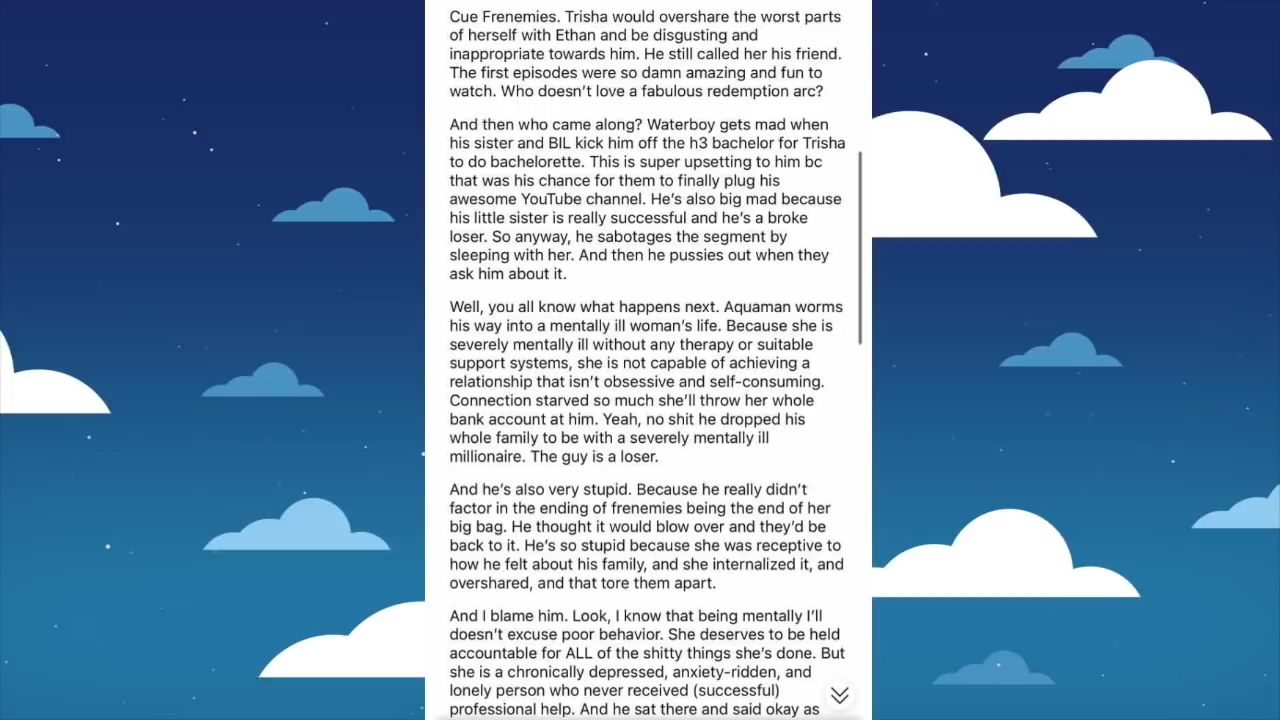 Cue Frenemies. Trisha would overshare the worst parts
of herself with Ethan and be disgusting and
inappropriate towards him. He still called her his friend.
The first episodes were so damn amazing and fun to
watch. Who doesn’t love a fabulous redemption arc?
And then who came along? Waterboy gets mad when
his sister and BIL kick him off the h3 bachelor for Trisha
to do bachelorette. This is super upsetting to him bc
that was his chance for them to finally plug his
awesome YouTube channel. He’s also big mad because
his little sister is really successful and he’s a broke
loser. So anyway, he sabotages the segment by
sleeping with her. And then he pussies out when they
ask him about it.
Well, you all know what happens next. Aquaman worms
his way into a mentally ill woman’s life. Because she is
severely mentally ill without any therapy or suitable
support systems, she is not capable of achieving a
relationship that isn’t obsessive and self-consuming.
Connection starved so much she’ll throw her whole
bank account at him. Yeah, no shit he dropped his
whole family to be with a severely mentally ill
millionaire. The guy is a loser.
And he’s also very stupid. Because he really didn’t
factor in the ending of frenemies being the end of her
big bag. He thought it would blow over and they’d be
back to it. He’s so stupid because she was receptive to
how he felt about his family, and she internalized it, and
overshared, and that tore them apart.
And I blame him. Look, I know that being mentally I’ll
doesn’t excuse poor behavior. She deserves to be held
accountable for ALL of the shitty things she’s done. But
she is a chronically depressed, anxiety-ridden, and
lonely person who never received (successful)
professional help. And he sat there and said okay as